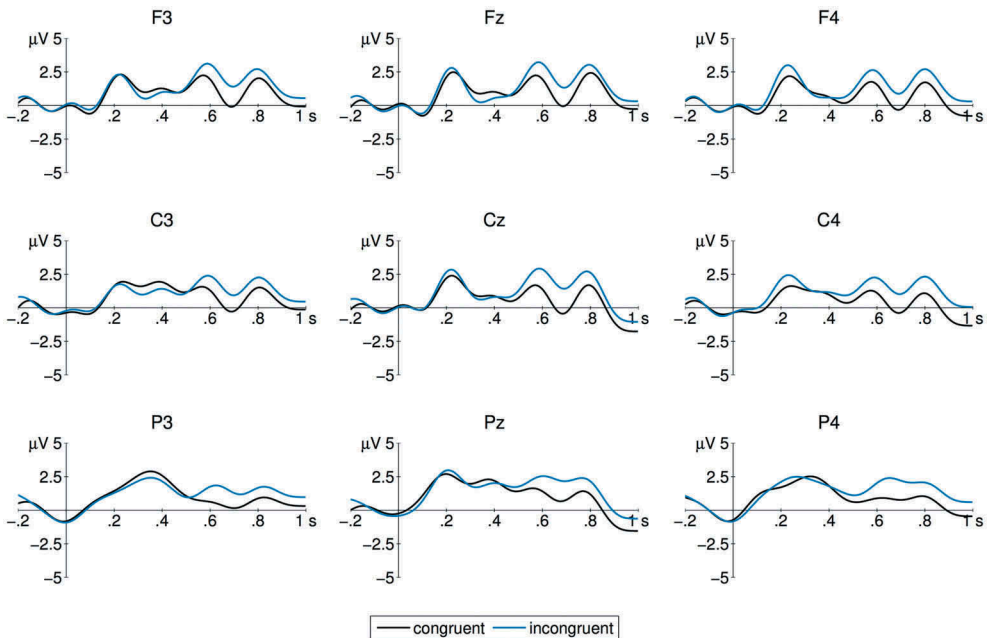 F3 Fz F4
µV 5 µV 5 µV 5
2.5 2.5 2.5
−.2 .2 .4 .6 .8 1 s −.2 .2 .4 .6 .8 1 s −.2 .2 .4 .6 .8 1 s
−2.5 −2.5 −2.5
−5 −5 −5
C3 Cz C4
µV 5 µV 5 µV 5
2.5 2.5 2.5
−.2 .2 .4 .6 .8 1 s −.2 .2 .4 .6 .8 1 s −.2 .2 .4 .6 .8 1 s
−2.5 −2.5 −2.5
−5 −5 −5
P3 Pz P4
µV 5 µV 5 µV 5
2.5 2.5 2.5
−.2 .2 .4 .6 .8 1 s −.2 .2 .4 .6 .8 1 s −.2 .2 .4 .6 .8 1 s
−2.5 −2.5 −2.5
−5 −5 −5
congruent incongruent